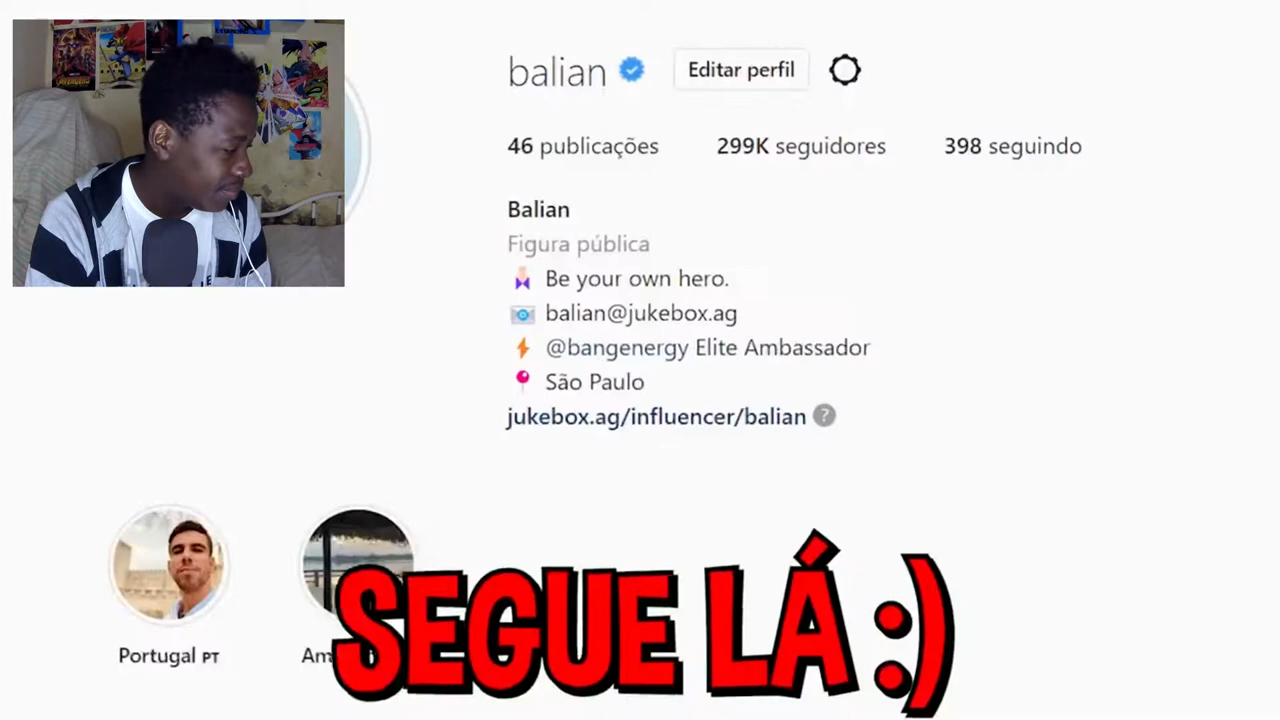 balian
Editar perfil
46 publicações
299K seguidores
398 seguindo
Balian
Figura pública
Be your own hero.
balian@jukebox.ag
@bangenergy Elite Ambassador
São Paulo
jukebox.ag/influencer/balian ?
Portugal PT
SEGUE LÁ :)